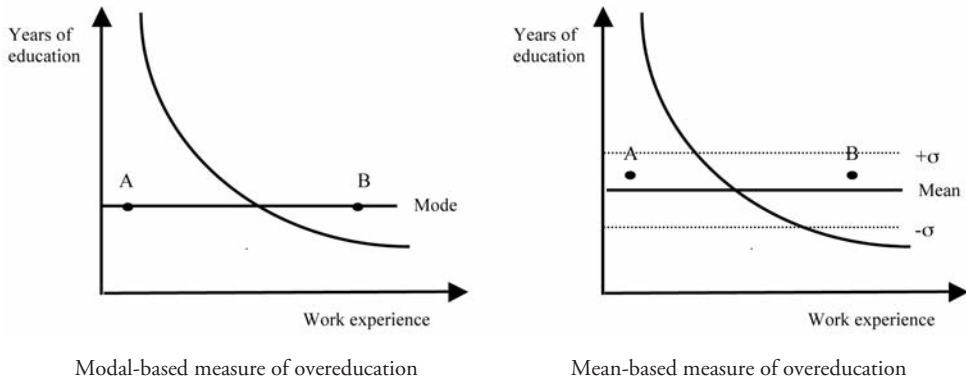 Years of
education
A
B
Mode
Work experience
Modal-based measure of overeducation
Years of
education
A
B
+σ
Mean
-σ
Work experience
Mean-based measure of overeducation